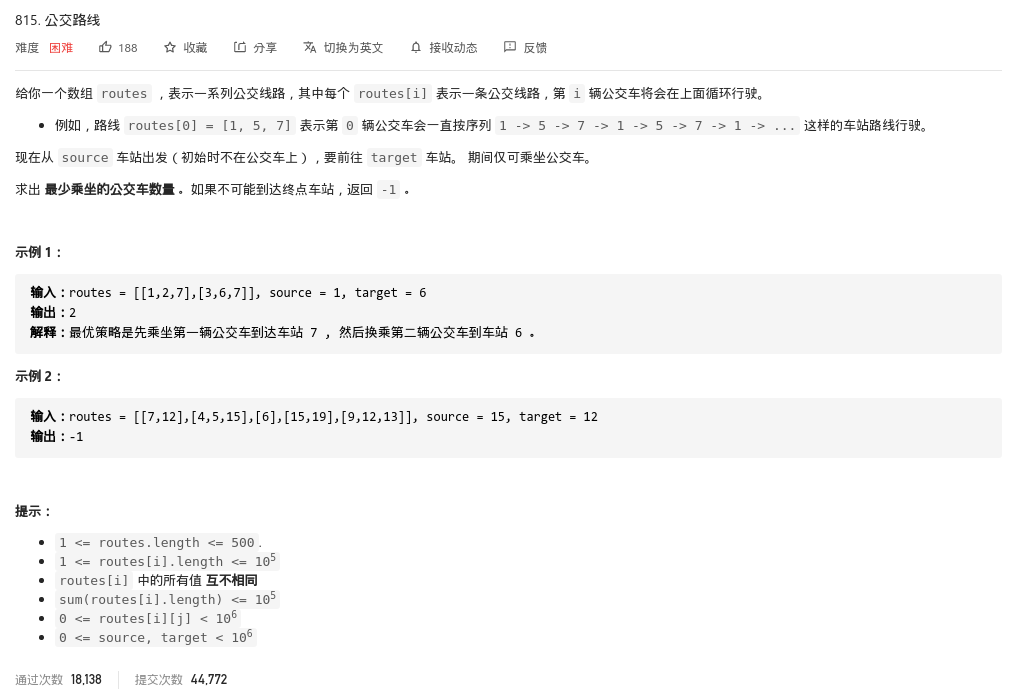 815. 公交路线
难度 困难 188 收藏 分享 切换为英文 接收动态 反馈
给你一个数组 routes ，表示一系列公交线路，其中每个 routes[i] 表示一条公交线路，第 i 辆公交车将会在上面循环行驶。
例如，路线 routes[0] = [1, 5, 7] 表示第 0 辆公交车会一直按序列 1 -> 5 -> 7 -> 1 -> 5 -> 7 -> 1 -> ... 这样的车站路线行驶。
现在从 source 车站出发（初始时不在公交车上），要前往 target 车站。 期间仅可乘坐公交车。
求出 最少乘坐的公交车数量 。如果不可能到达终点车站，返回 -1 。
示例 1：
输入：routes = [[1,2,7],[3,6,7]], source = 1, target = 6
输出：2
解释：最优策略是先乘坐第一辆公交车到达车站 7 , 然后换乘第二辆公交车到车站 6 。
示例 2：
输入：routes = [[7,12],[4,5,15],[6],[15,19],[9,12,13]], source = 15, target = 12
输出：-1
提示：
1 <= routes.length <= 500.
1 <= routes[i].length <= 10⁵
routes[i] 中的所有值 互不相同
sum(routes[i].length) <= 10⁵
0 <= routes[i][j] < 10⁶
0 <= source, target < 10⁶
通过次数 18,138 提交次数 44,772